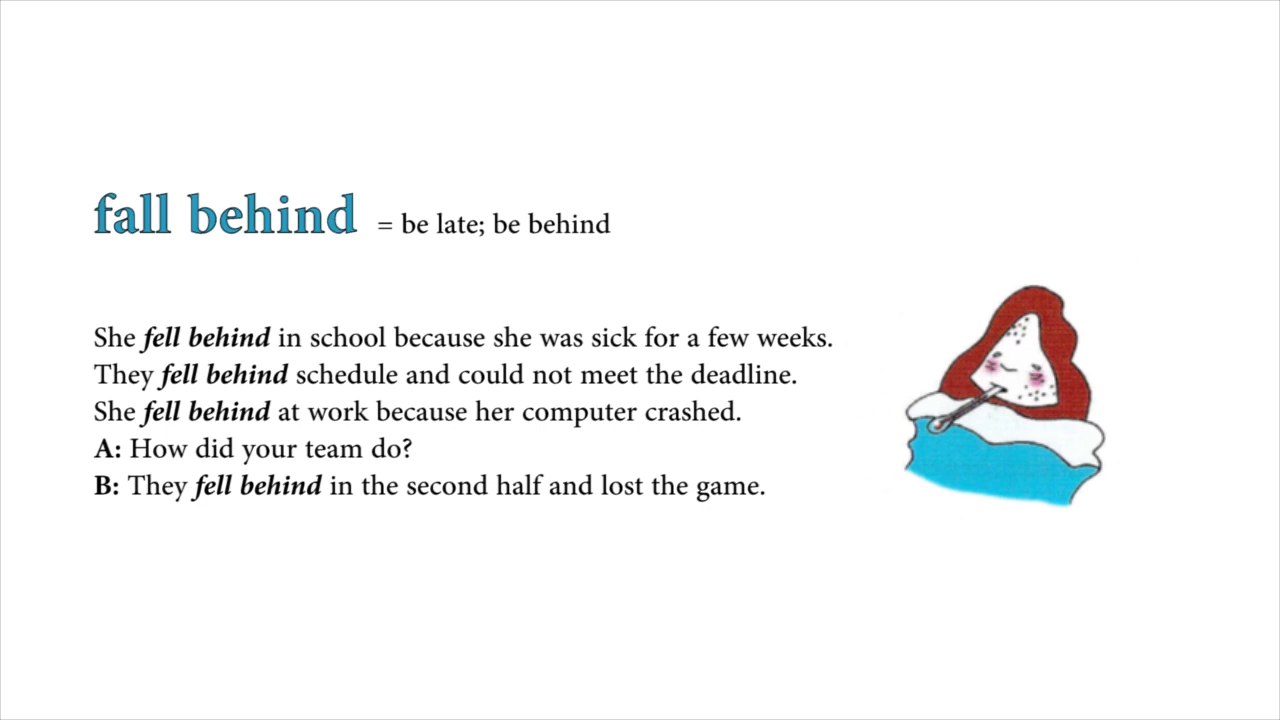 fall behind = be late; be behind
She fell behind in school because she was sick for a few weeks.
They fell behind schedule and could not meet the deadline.
She fell behind at work because her computer crashed.
A: How did your team do?
B: They fell behind in the second half and lost the game.